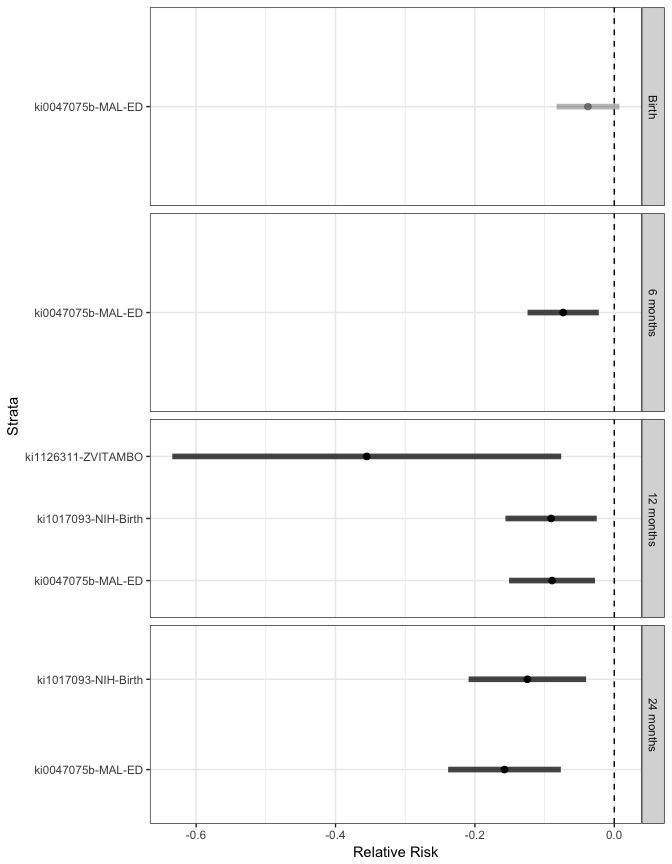 ki0047075b-MAL-ED
Birth
ki0047075b-MAL-ED
6 months
Strata
ki1126311-ZVITAMBO
ki1017093-NIH-Birth
ki0047075b-MAL-ED
12 months
ki1017093-NIH-Birth
ki0047075b-MAL-ED
24 months
-0.6 -0.4 -0.2 0.0
Relative Risk